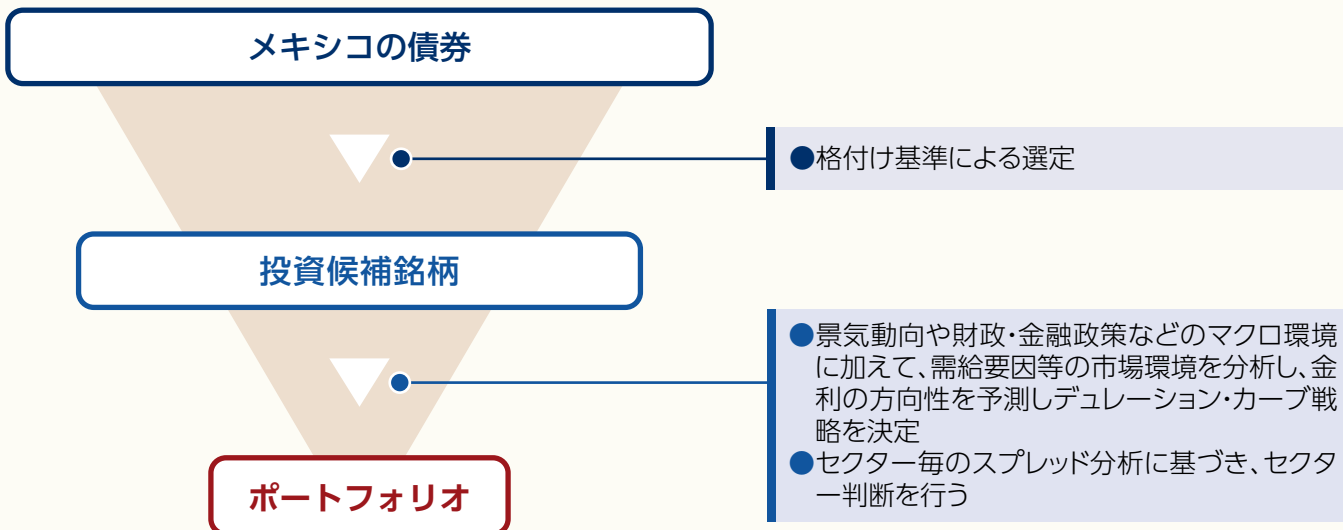 メキシコの債券
●格付け基準による選定
投資候補銘柄
●景気動向や財政・金融政策などのマクロ環境
に加えて、需給要因等の市場環境を分析し、金
利の方向性を予測しデュレーション・カーブ戦
略を決定
●セクター毎のスプレッド分析に基づき、セクタ
ー判断を行う
ポートフォリオ